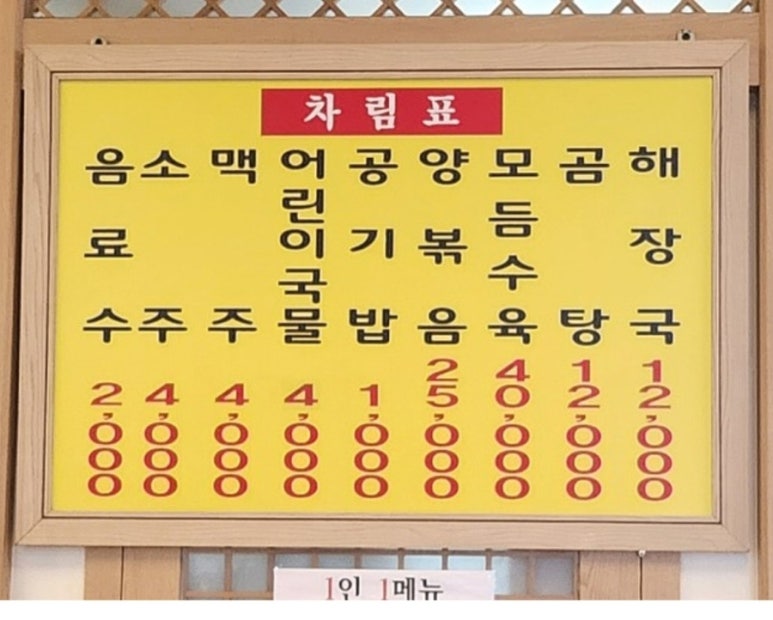 차림표
해장국 12,000
곰탕 12,000
모듬수육 40,000
양볶음 25,000
공기밥 1,000
어린이국물 4,000
맥주 4,000
소주 4,000
음료수 2,000
1인 1메뉴